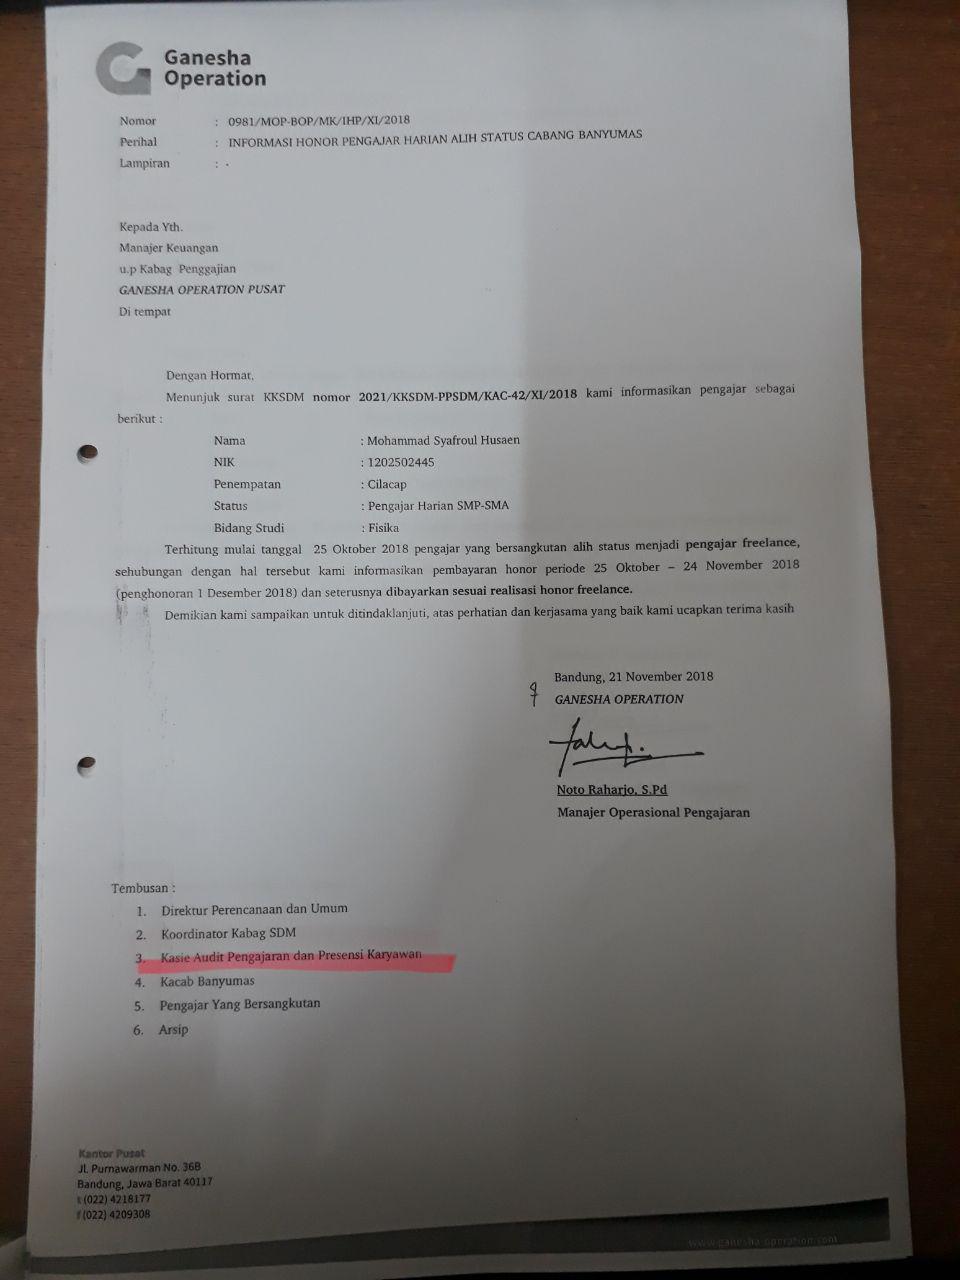 Ganesha
Operation
Nomor : 0981/MOP-BOP/MK/IHP/XI/2018
Perihal : INFORMASI HONOR PENGAJAR HARIAN ALIH STATUS CABANG BANYUMAS
Lampiran : -
Kepada Yth.
Manajer Keuangan
u.p Kabag Penggajian
GANESHA OPERATION PUSAT
Di tempat
Dengan Hormat,
Menunjuk surat KKSDM nomor 2021/KKSDM-PPSDM/KAC-42/XI/2018 kami informasikan pengajar sebagai
berikut :
Nama : Mohammad Syafroul Husaen
NIK : 1202502445
Penempatan : Cilacap
Status : Pengajar Harian SMP-SMA
Bidang Studi : Fisika
Terhitung mulai tanggal 25 Oktober 2018 pengajar yang bersangkutan alih status menjadi pengajar freelance,
sehubungan dengan hal tersebut kami informasikan pembayaran honor periode 25 Oktober – 24 November 2018
(penghonoran 1 Desember 2018) dan seterusnya dibayarkan sesuai realisasi honor freelance.
Demikian kami sampaikan untuk ditindaklanjuti, atas perhatian dan kerjasama yang baik kami ucapkan terima kasih
Bandung, 21 November 2018
GANESHA OPERATION
Noto Raharjo, S.Pd
Manajer Operasional Pengajaran
Tembusan :
1. Direktur Perencanaan dan Umum
2. Koordinator Kabag SDM
3. Kasie Audit Pengajaran dan Presensi Karyawan
4. Kacab Banyumas
5. Pengajar Yang Bersangkutan
6. Arsip
Kantor Pusat
Jl. Purnawarman No. 36B
Bandung, Jawa Barat 40117
t (022) 4218177
f (022) 4209308
www.ganesha-operation.com